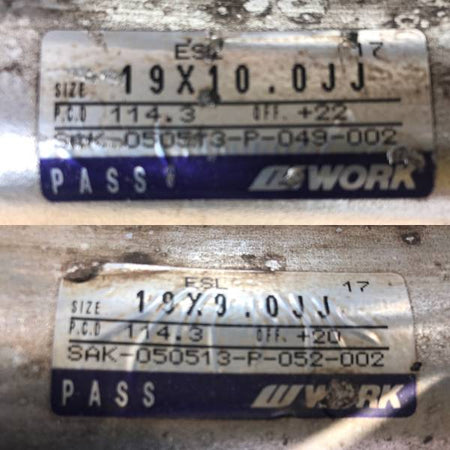 ESL 17
SIZE 19X10.0JJ
P.C.D 114.3 OFF. +22
SAK-050513-P-049-002
PASS WORK
ESL 17
SIZE 19X9.0JJ
P.C.D 114.3 OFF. +20
SAK-050513-P-052-002
PASS WORK